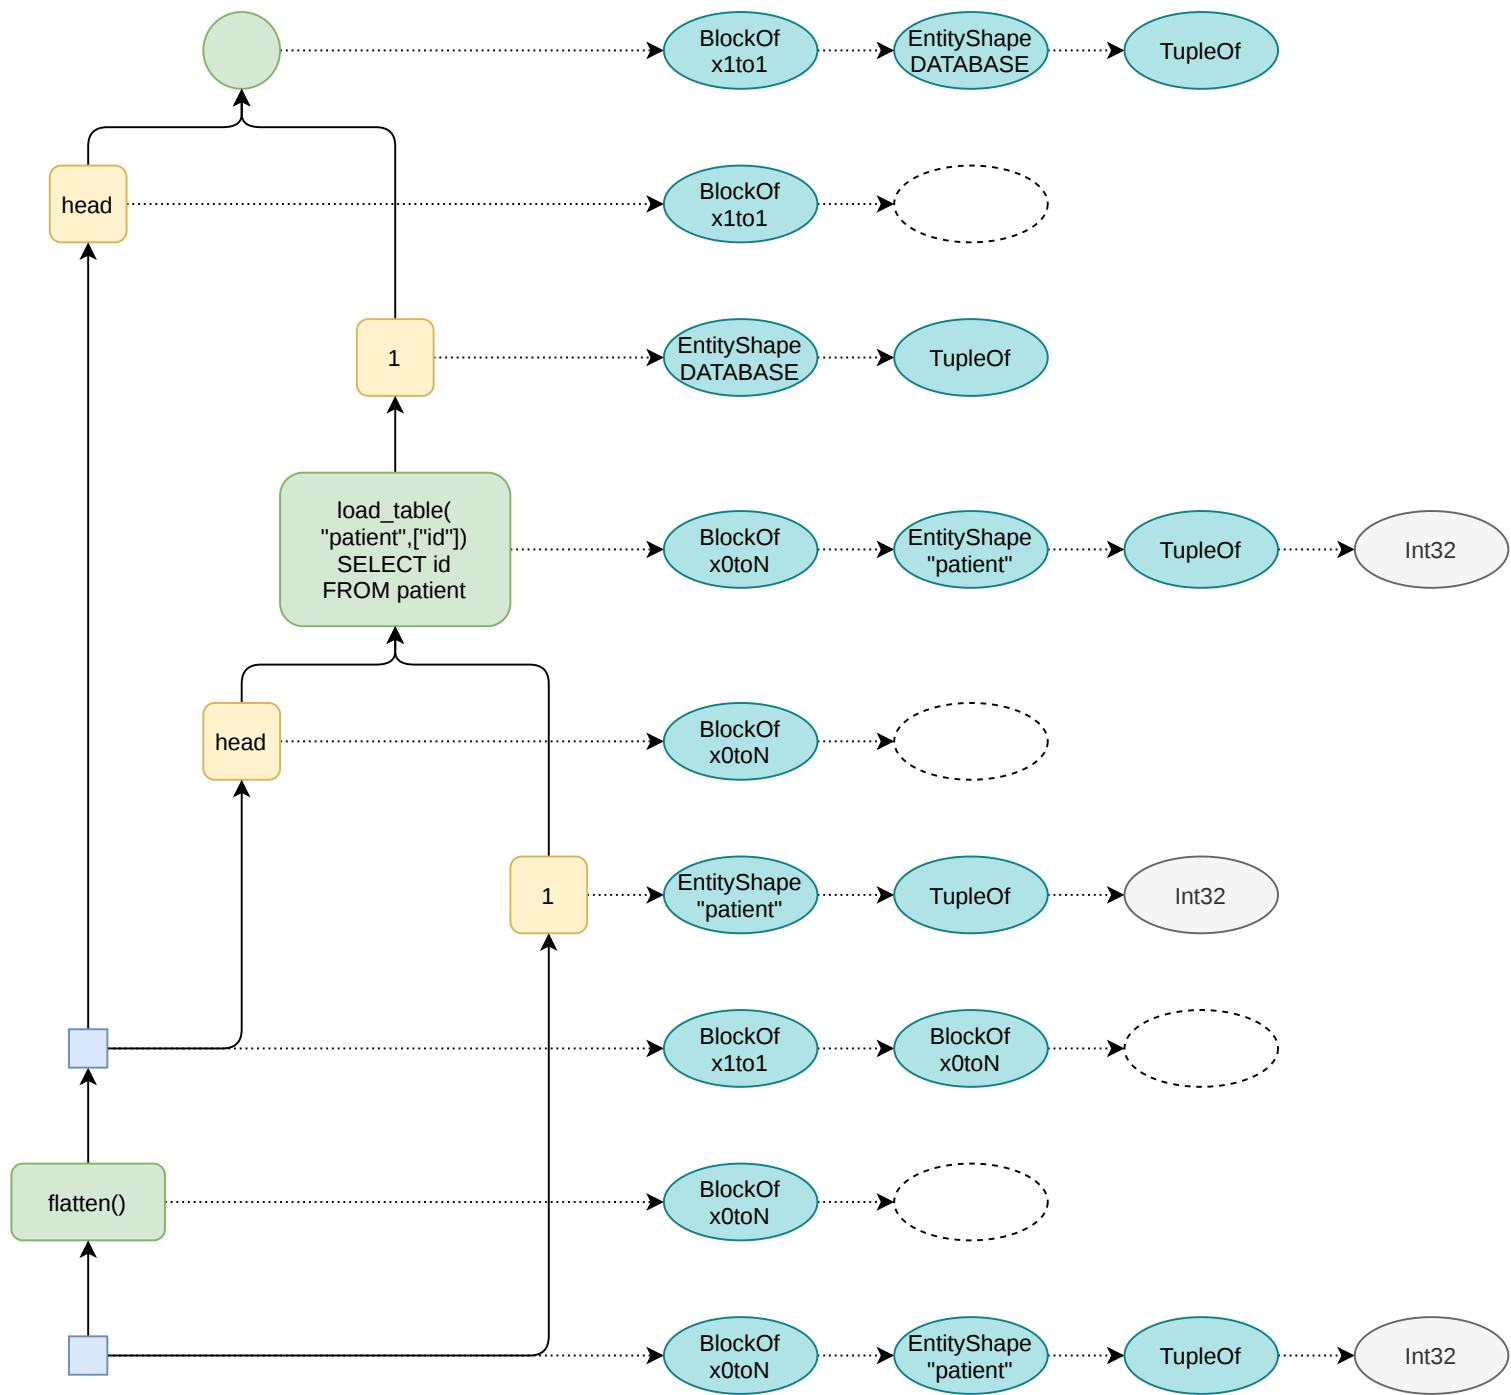 BlockOf
x1to1
EntityShape
DATABASE
TupleOf
head
BlockOf
x1to1
1
EntityShape
DATABASE
TupleOf
load_table(
"patient",["id"])
SELECT id
FROM patient
BlockOf
x0toN
EntityShape
"patient"
TupleOf
Int32
head
BlockOf
x0toN
1
EntityShape
"patient"
TupleOf
Int32
BlockOf
x1to1
BlockOf
x0toN
flatten()
BlockOf
x0toN
BlockOf
x0toN
EntityShape
"patient"
TupleOf
Int32